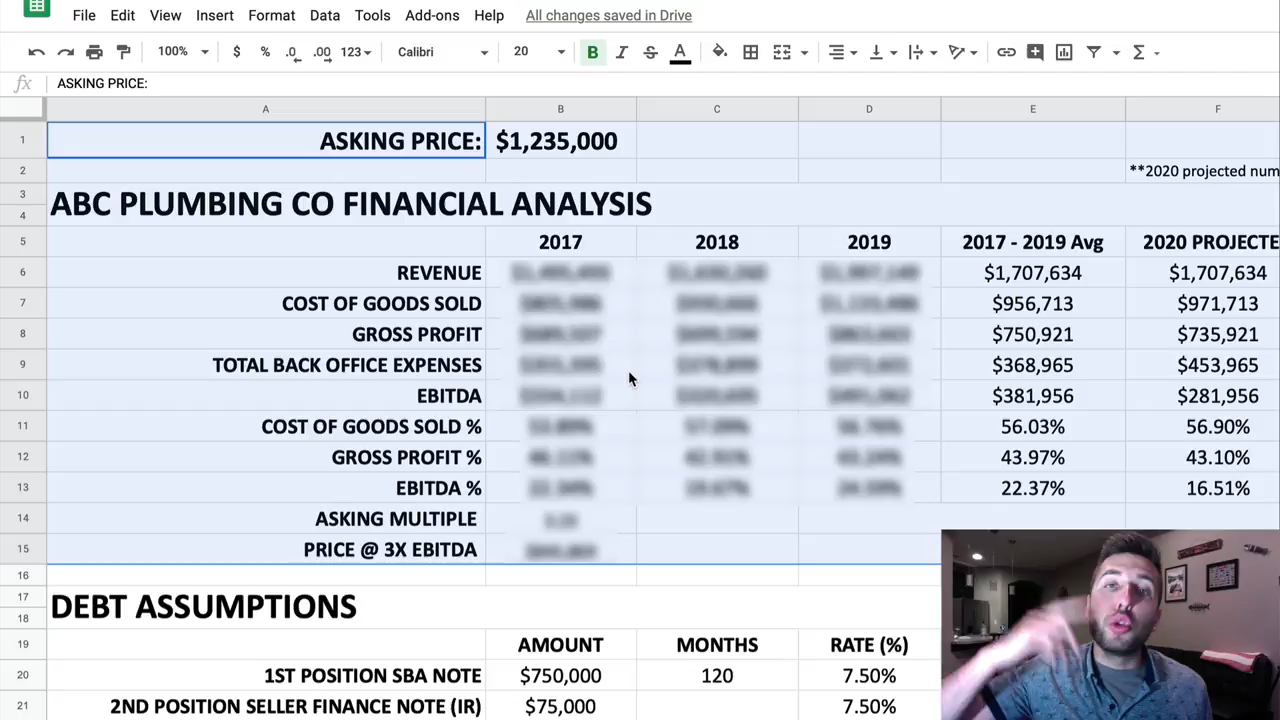 File Edit View Insert Format Data Tools Add-ons Help All changes saved in Drive
100% $ % .0 .00 123 Calibri 20 B I S A Σ
fx ASKING PRICE:
A B C D E F
1 ASKING PRICE: $1,235,000
2 **2020 projected num
3
ABC PLUMBING CO FINANCIAL ANALYSIS
4
5 2017 2018 2019 2017 - 2019 Avg 2020 PROJECTE
6 REVENUE $1,707,634 $1,707,634
7 COST OF GOODS SOLD $956,713 $971,713
8 GROSS PROFIT $750,921 $735,921
9 TOTAL BACK OFFICE EXPENSES $368,965 $453,965
10 EBITDA $381,956 $281,956
11 COST OF GOODS SOLD % 56.03% 56.90%
12 GROSS PROFIT % 43.97% 43.10%
13 EBITDA % 22.37% 16.51%
14 ASKING MULTIPLE
15 PRICE @ 3X EBITDA
16
17
DEBT ASSUMPTIONS
18
19 AMOUNT MONTHS RATE (%)
20 1ST POSITION SBA NOTE $750,000 120 7.50%
21 2ND POSITION SELLER FINANCE NOTE (IR) $75,000 7.50%